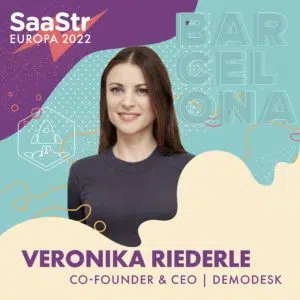 SaaStr
EUROPA 2022
BAR
CEL
ONA
VERONIKA RIEDERLE
CO-FOUNDER & CEO | DEMODESK